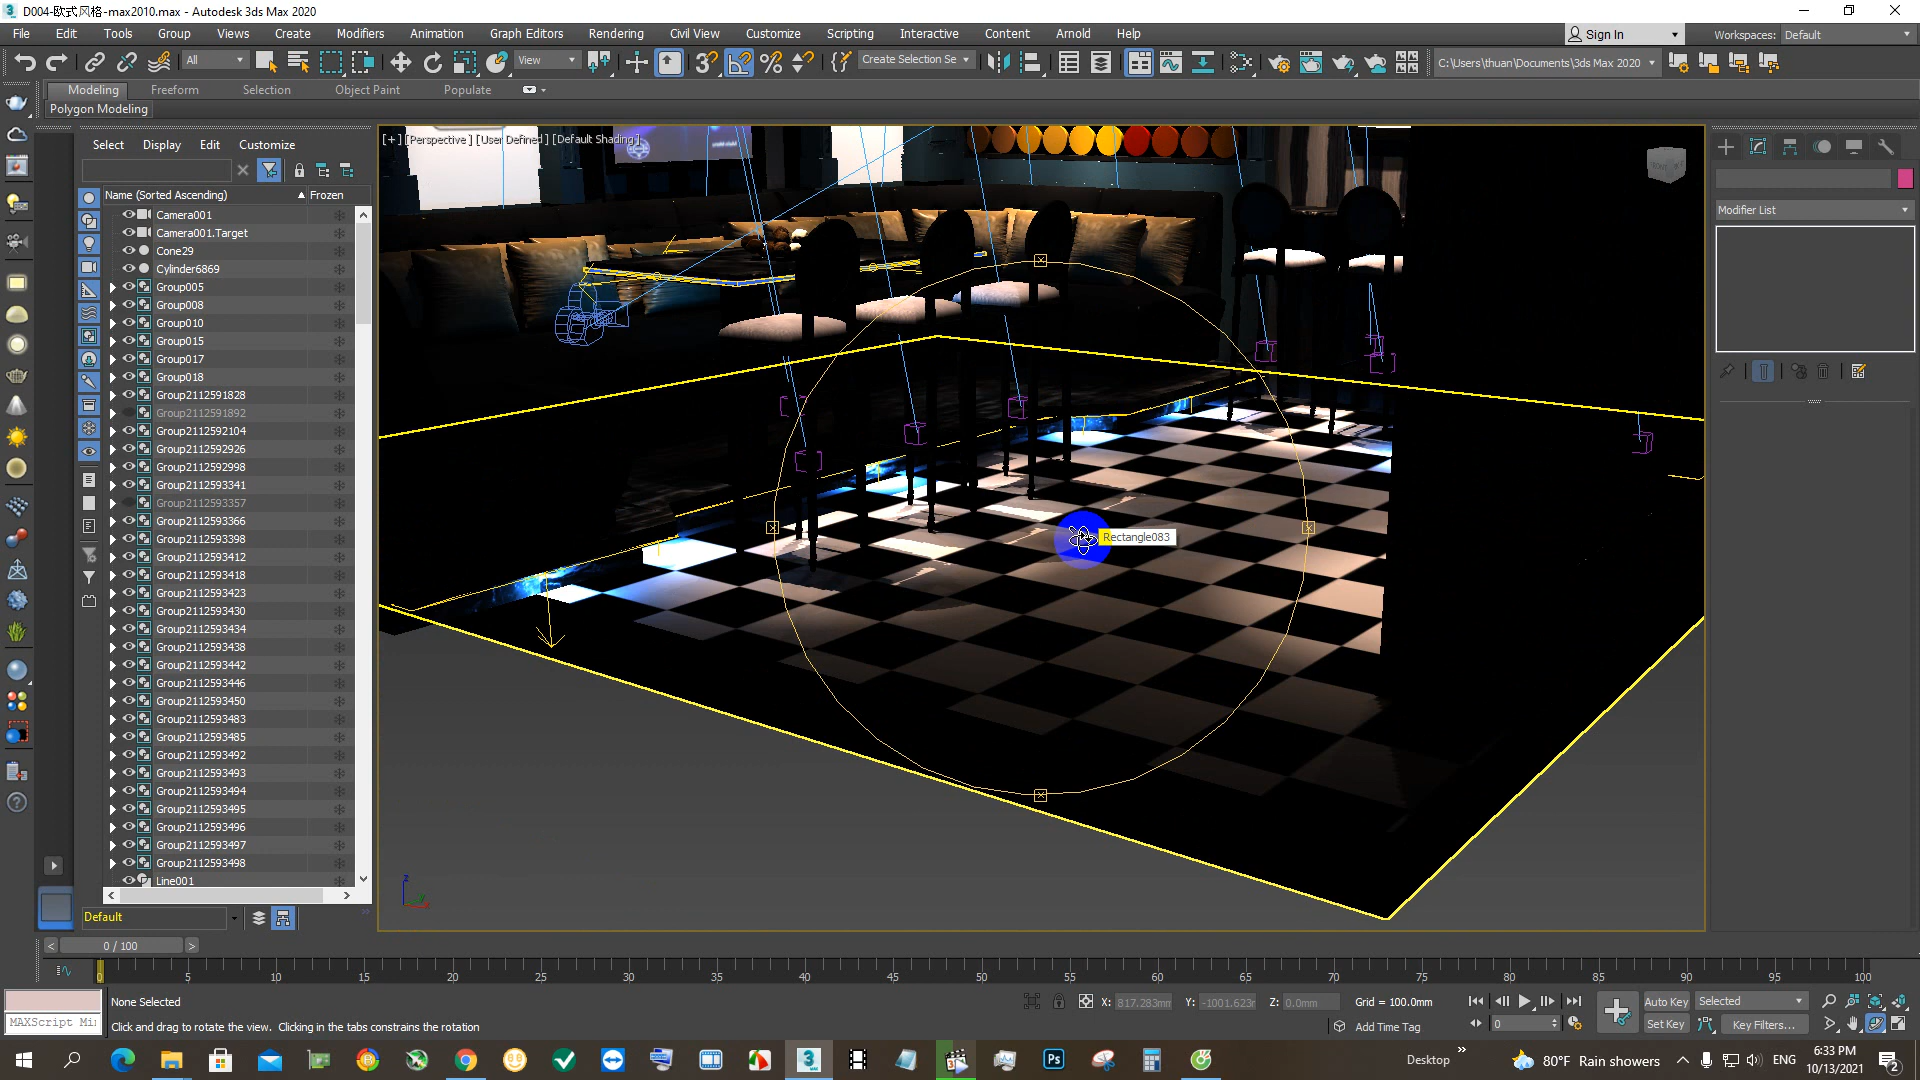 D004-欧式风格-max2010.max - Autodesk 3ds Max 2020
File Edit Tools Group Views Create Modifiers Animation Graph Editors Rendering Civil View Customize Scripting Interactive Content Arnold Help
Sign In
Workspaces: Default
All
View
Create Selection Se
C:\Users\thuan\Documents\3ds Max 2020
Modeling Freeform Selection Object Paint Populate
Polygon Modeling
Select Display Edit Customize
Name (Sorted Ascending) Frozen
Camera001
Camera001.Target
Cone29
Cylinder6869
Group005
Group008
Group010
Group015
Group017
Group018
Group2112591828
Group2112591892
Group2112592104
Group2112592926
Group2112592998
Group2112593341
Group2112593357
Group2112593366
Group2112593398
Group2112593412
Group2112593418
Group2112593423
Group2112593430
Group2112593434
Group2112593438
Group2112593442
Group2112593446
Group2112593450
Group2112593483
Group2112593485
Group2112593492
Group2112593493
Group2112593494
Group2112593495
Group2112593496
Group2112593497
Group2112593498
Line001
Default
[+] [Perspective ] [User Defined ] [Default Shading ]
Rectangle083
Modifier List
0 / 100
0 5 10 15 20 25 30 35 40 45 50 55 60 65 70 75 80 85 90 95 100
None Selected
X: 817.283mm Y: -1001.623m Z: 0.0mm Grid = 100.0mm
Auto Key Selected
MAXScript Mi
Click and drag to rotate the view. Clicking in the tabs constrains the rotation
Add Time Tag
0
Set Key Key Filters...
Desktop
80°F Rain showers
ENG
6:33 PM
10/13/2021
2